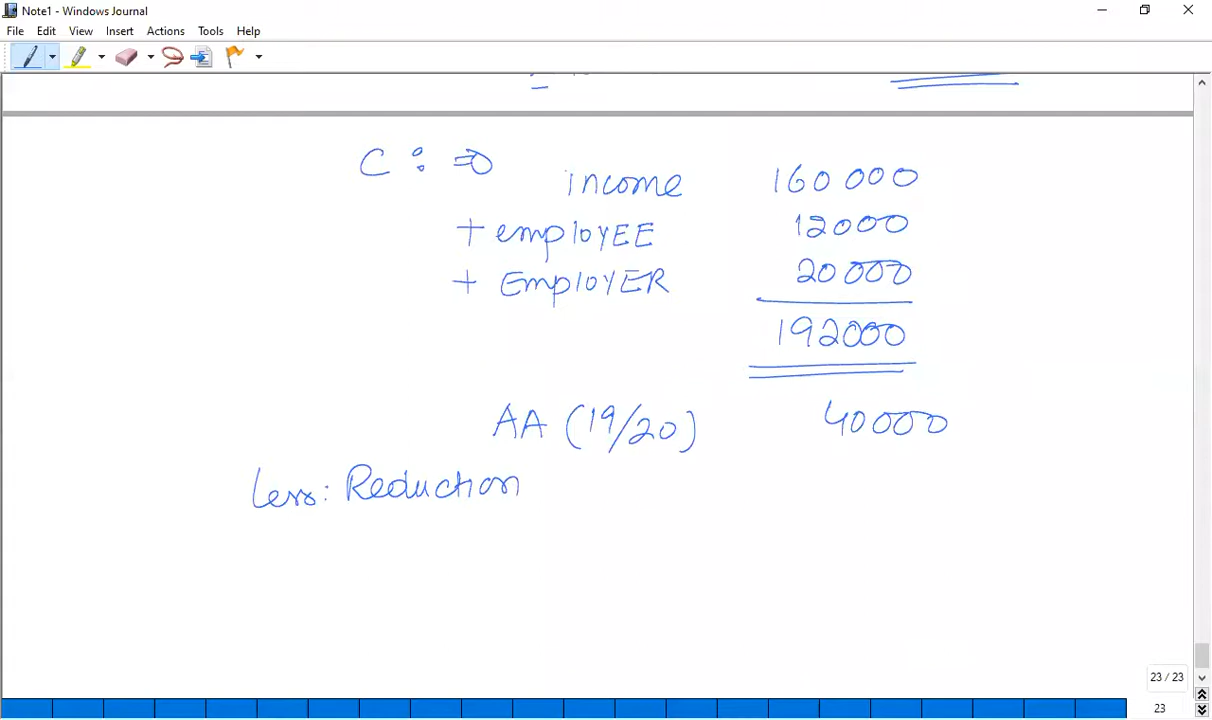 Note1 - Windows Journal
File Edit View Insert Actions Tools Help
C : ⇒
income 160 000
+ employEE 12000
+ EmployER 20000
192000
AA (19/20) 40000
Less: Reduction
23 / 23
23